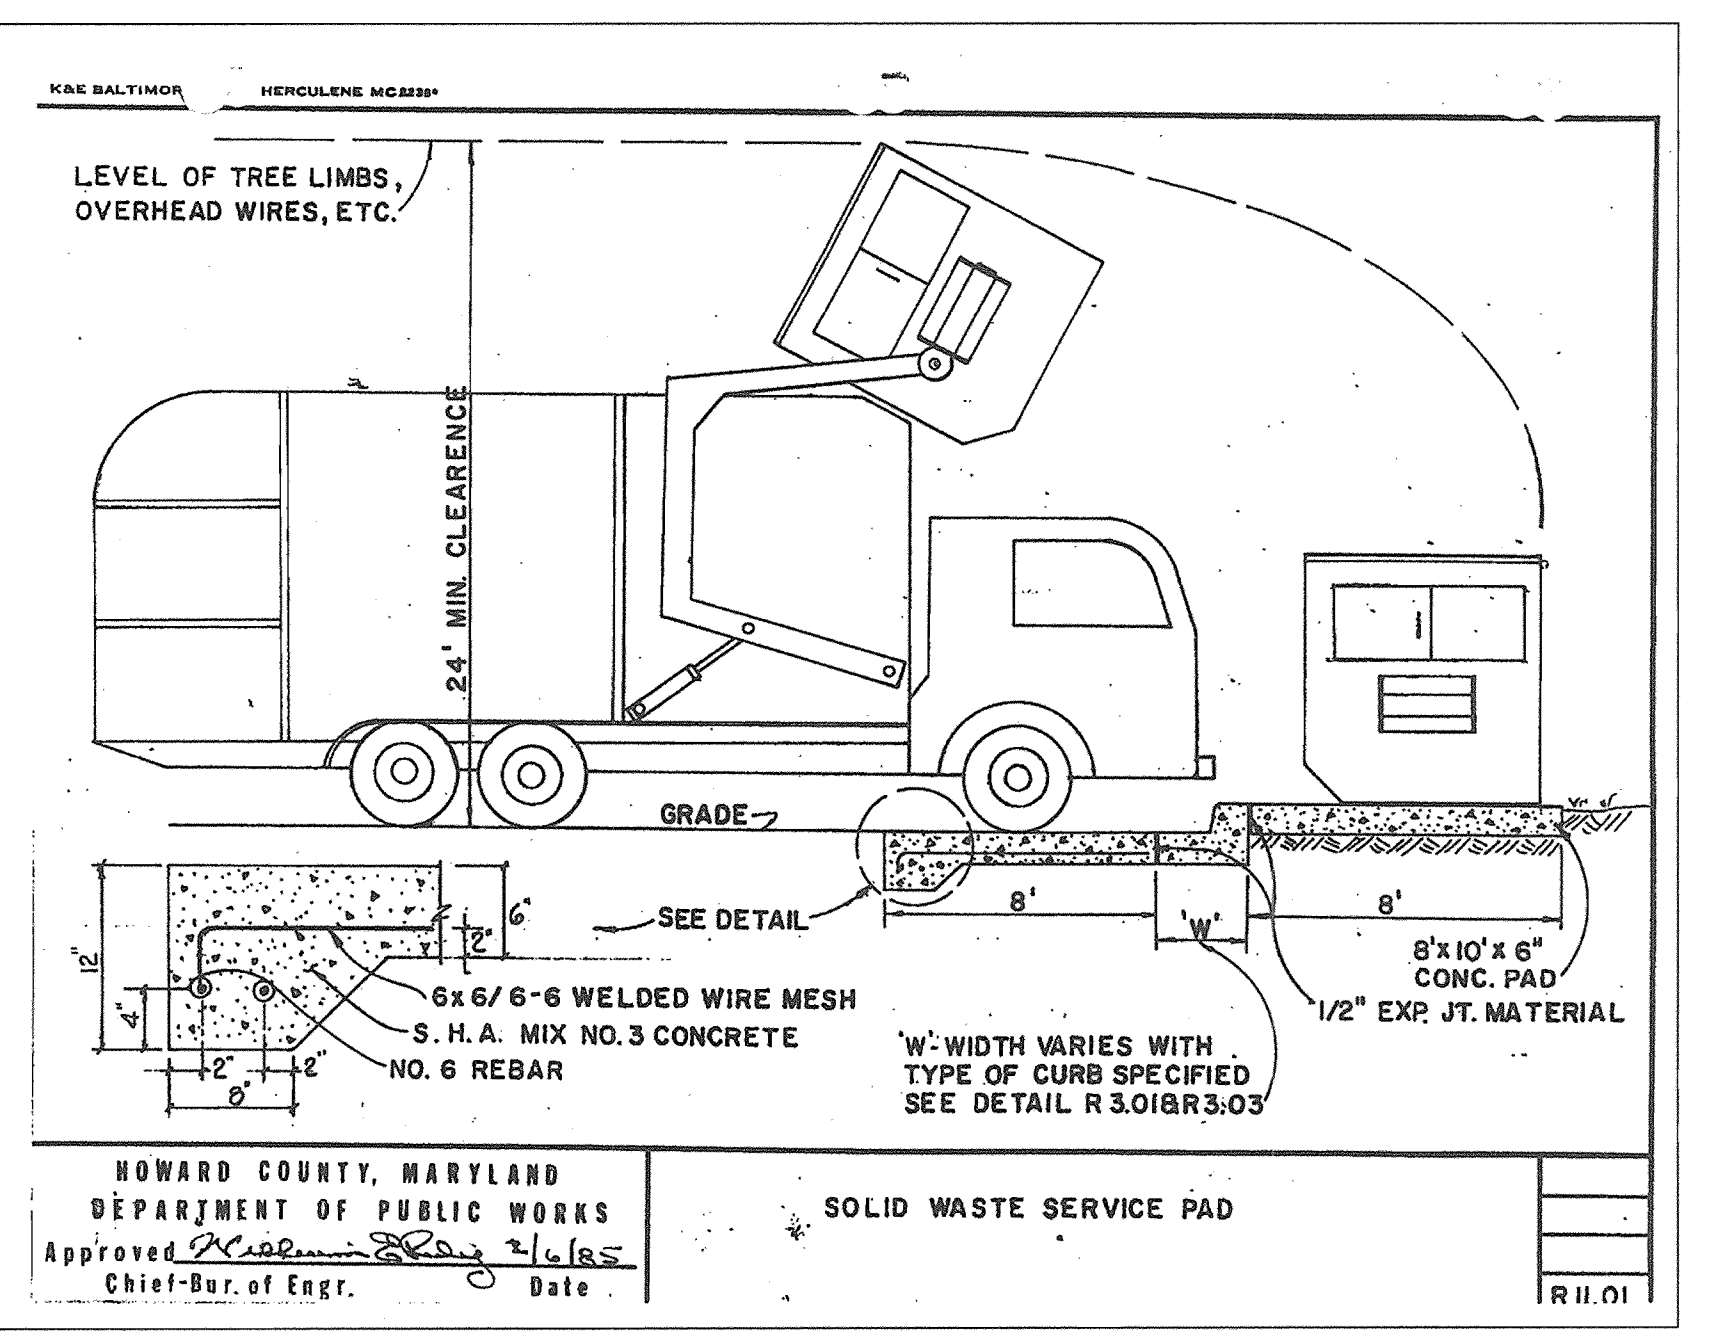 K&E BALTIMOR
HERCULENE MC
LEVEL OF TREE LIMBS,
OVERHEAD WIRES, ETC.
24' MIN. CLEARENCE
GRADE
SEE DETAIL
8'
'W'
8'
8'x10'x 6"
CONC. PAD
1/2" EXP. JT. MATERIAL
12"
4"
6"
2"
6x6/6-6 WELDED WIRE MESH
S.H.A. MIX NO.3 CONCRETE
NO. 6 REBAR
2"
2"
8"
'W'-WIDTH VARIES WITH
TYPE OF CURB SPECIFIED
SEE DETAIL R3.01&R3.03
HOWARD COUNTY, MARYLAND
DEPARTMENT OF PUBLIC WORKS
Approved 2/6/85
Chief-Bur. of Engr. Date
SOLID WASTE SERVICE PAD
R11.01